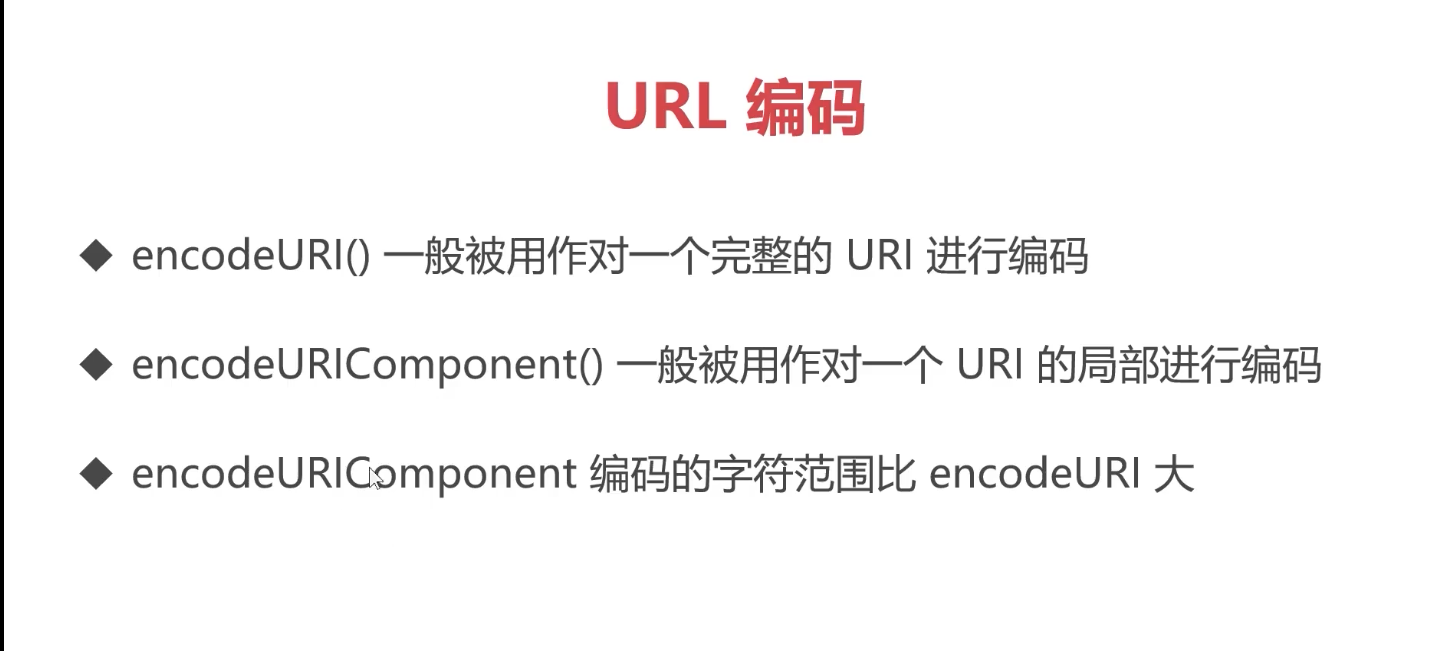 URL 编码
◆ encodeURI() 一般被用作对一个完整的 URI 进行编码
◆ encodeURIComponent() 一般被用作对一个 URI 的局部进行编码
◆ encodeURIComponent 编码的字符范围比 encodeURI 大